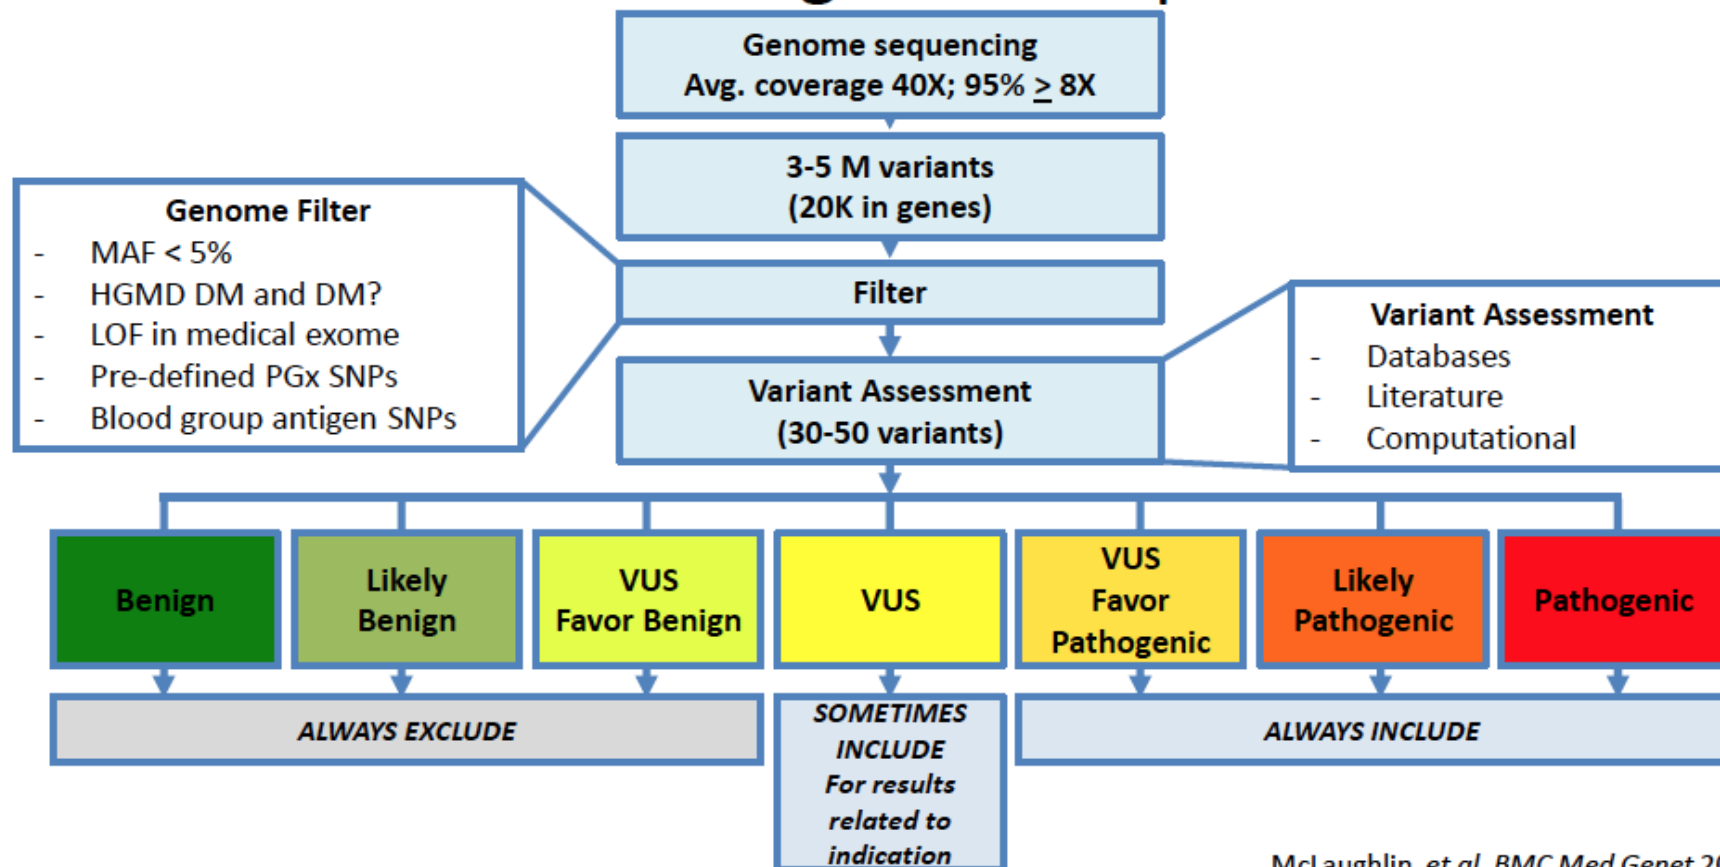 Genome sequencing
Avg. coverage 40X; 95% ≥ 8X
3-5 M variants
(20K in genes)
Genome Filter
- MAF < 5%
- HGMD DM and DM?
- LOF in medical exome
- Pre-defined PGx SNPs
- Blood group antigen SNPs
Filter
Variant Assessment
- Databases
- Literature
- Computational
Variant Assessment
(30-50 variants)
Benign
Likely
Benign
VUS
Favor Benign
VUS
VUS
Favor
Pathogenic
Likely
Pathogenic
Pathogenic
ALWAYS EXCLUDE
SOMETIMES
INCLUDE
For results
related to
indication
ALWAYS INCLUDE
McLaughlin, et al. BMC Med Genet